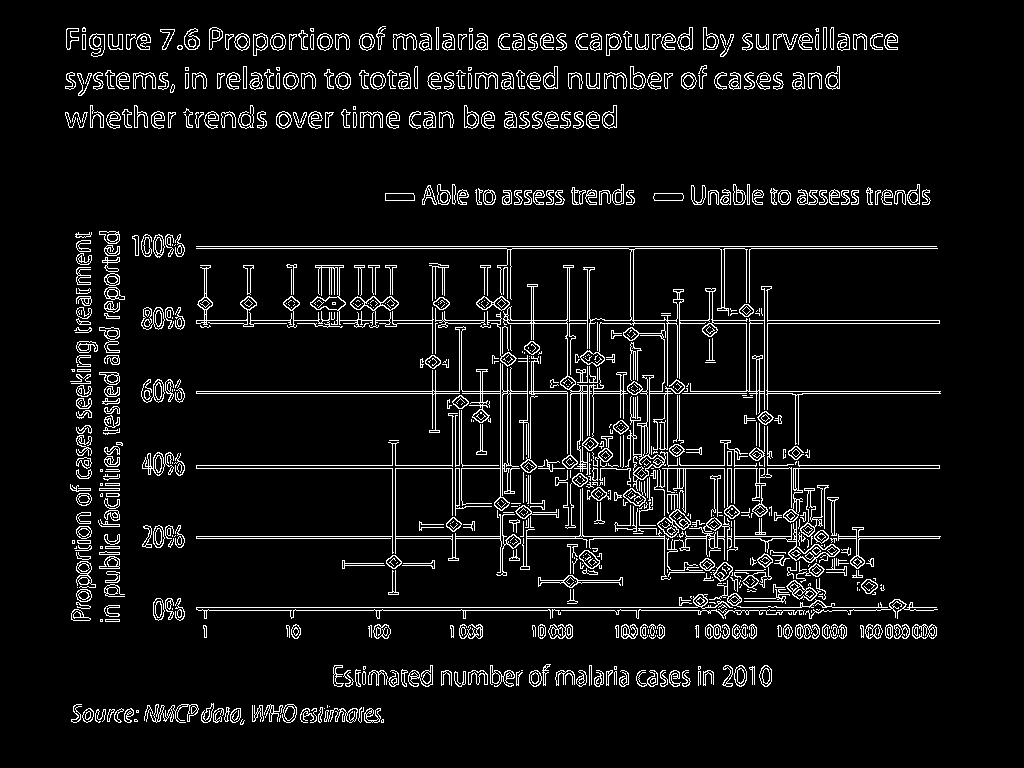 Figure 7.6 Proportion of malaria cases captured by surveillance
systems, in relation to total estimated number of cases and
whether trends over time can be assessed
Able to assess trends Unable to assess trends
Proportion of cases seeking treatment
in public facilities, tested and reported
100%
80%
60%
40%
20%
0%
1 10 100 1 000 10 000 100 000 1 000 000 10 000 000 100 000 000
Estimated number of malaria cases in 2010
Source: NMCP data, WHO estimates.